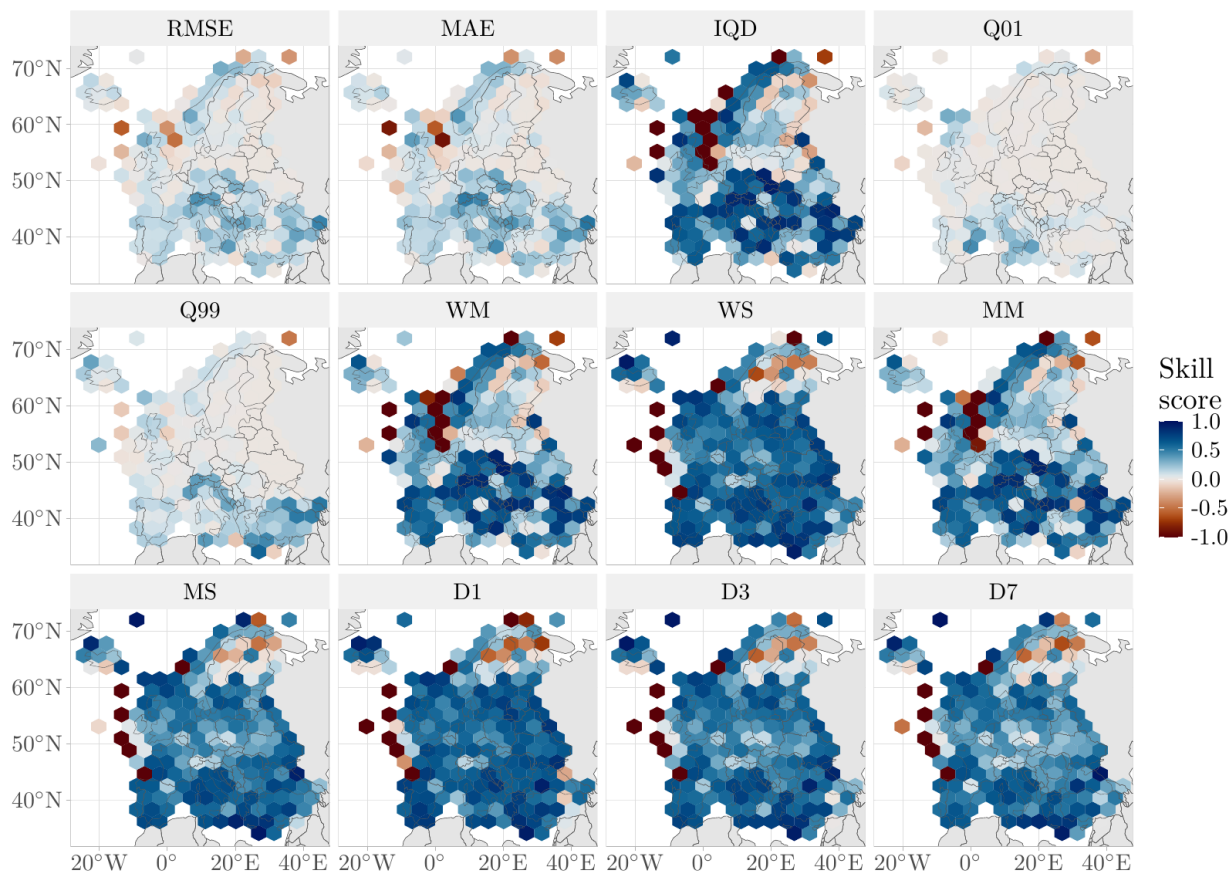 RMSE MAE IQD Q01
70°N
60°N
50°N
40°N
Q99 WM WS MM
70°N
60°N
50°N
40°N
Skill
score
1.0
0.5
0.0
-0.5
-1.0
MS D1 D3 D7
70°N
60°N
50°N
40°N
20°W 0° 20°E 40°E 20°W 0° 20°E 40°E 20°W 0° 20°E 40°E 20°W 0° 20°E 40°E